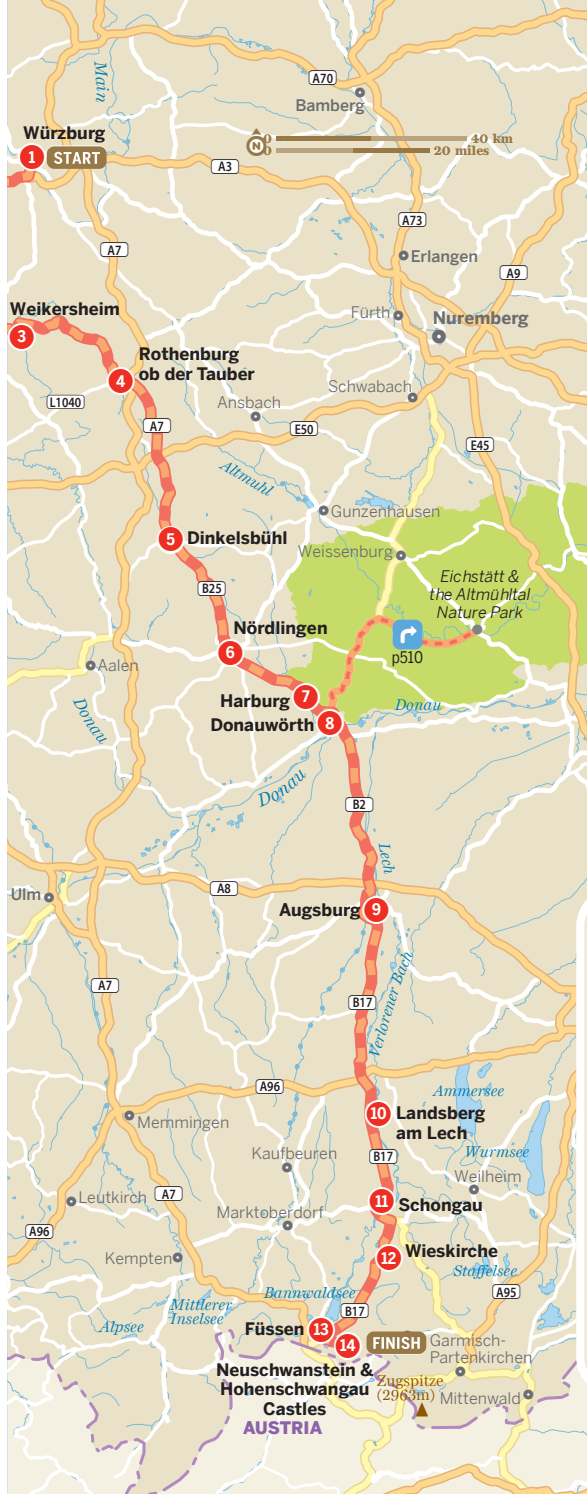 Main
A70
Bamberg
Würzburg
1
START
N
0
40 km
0
20 miles
A3
A7
A73
Erlangen
A9
Weikersheim
3
Fürth
Nuremberg
Rothenburg
ob der Tauber
4
Schwabach
L1040
Ansbach
A7
E50
E45
Altmuhl
Gunzenhausen
5
Dinkelsbühl
Weissenburg
Eichstätt &
the Altmühltal
Nature Park
B25
Nördlingen
6
p510
Aalen
Harburg
7
Donau
Donau
Donauwörth
8
Donau
B2
Lech
Ulm
A8
Augsburg
9
A7
B17
Verlorener Bach
A96
Ammersee
Memmingen
10
Landsberg
am Lech
Wurmsee
Kaufbeuren
B17
Weilheim
Leutkirch
A7
11
Schongau
Marktoberdorf
A96
12
Wieskirche
Kempten
Staffelsee
Bannwaldsee
A95
Mittlerer
Inselsee
B17
Alpsee
Füssen
13
14
FINISH
Garmisch-
Partenkirchen
Neuschwanstein &
Hohenschwangau
Castles
Zugspitze
(2963m)
Mittenwald
AUSTRIA